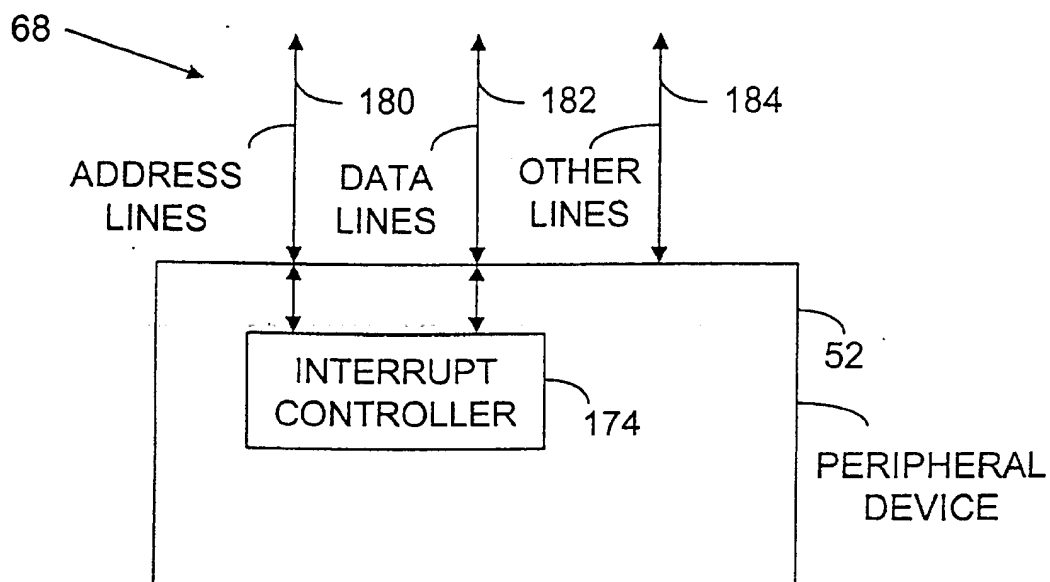 68
180
182
184
ADDRESS
LINES
DATA
LINES
OTHER
LINES
52
INTERRUPT
CONTROLLER
174
PERIPHERAL
DEVICE